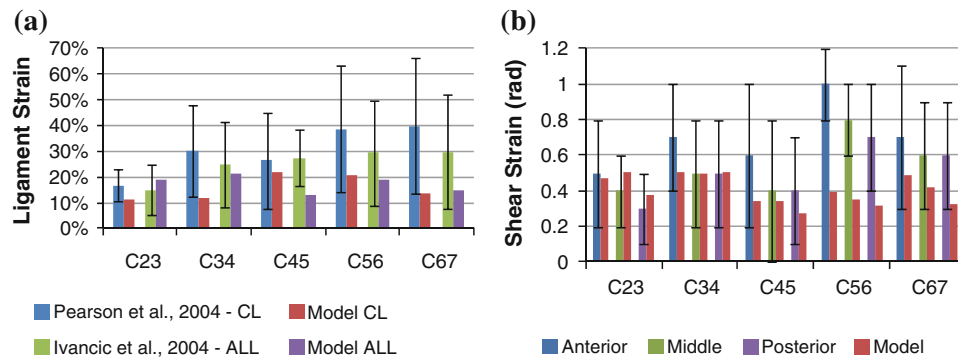 (a)
Ligament Strain
70%
60%
50%
40%
30%
20%
10%
0%
C23 C34 C45 C56 C67
Pearson et al., 2004 - CL Model CL
Ivancic et al., 2004 - ALL Model ALL
(b)
Shear Strain (rad)
1.2
1
0.8
0.6
0.4
0.2
0
C23 C34 C45 C56 C67
Anterior Middle Posterior Model